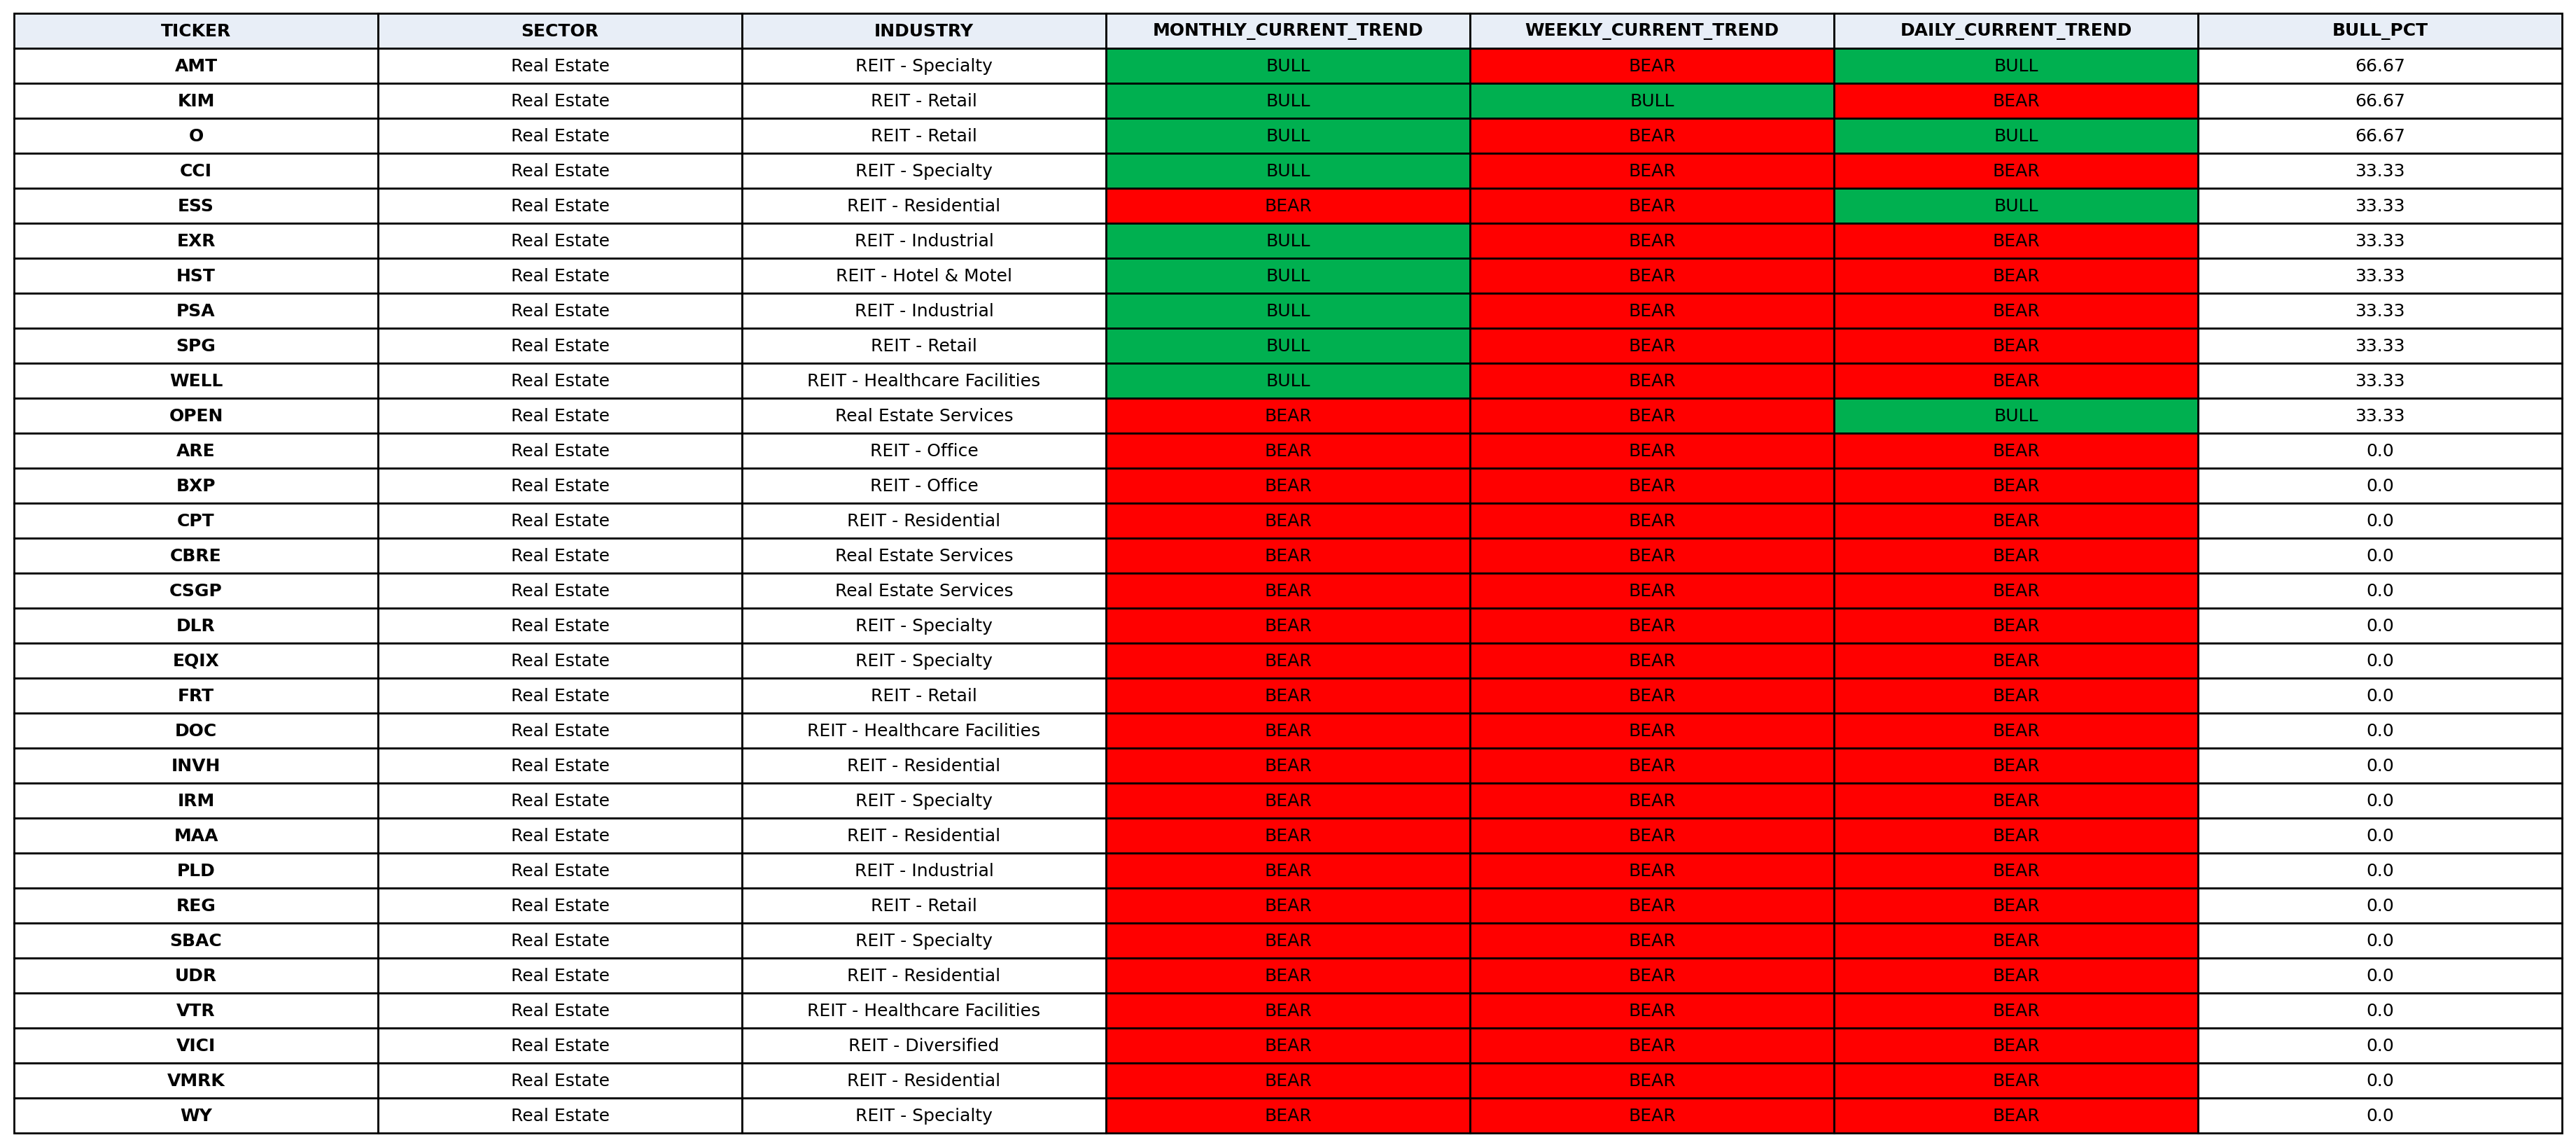 TICKER SECTOR INDUSTRY MONTHLY_CURRENT_TREND WEEKLY_CURRENT_TREND DAILY_CURRENT_TREND BULL_PCT
AMT Real Estate REIT - Specialty BULL BEAR BULL 66.67
KIM Real Estate REIT - Retail BULL BULL BEAR 66.67
O Real Estate REIT - Retail BULL BEAR BULL 66.67
CCI Real Estate REIT - Specialty BULL BEAR BEAR 33.33
ESS Real Estate REIT - Residential BEAR BEAR BULL 33.33
EXR Real Estate REIT - Industrial BULL BEAR BEAR 33.33
HST Real Estate REIT - Hotel & Motel BULL BEAR BEAR 33.33
PSA Real Estate REIT - Industrial BULL BEAR BEAR 33.33
SPG Real Estate REIT - Retail BULL BEAR BEAR 33.33
WELL Real Estate REIT - Healthcare Facilities BULL BEAR BEAR 33.33
OPEN Real Estate Real Estate Services BEAR BEAR BULL 33.33
ARE Real Estate REIT - Office BEAR BEAR BEAR 0.0
BXP Real Estate REIT - Office BEAR BEAR BEAR 0.0
CPT Real Estate REIT - Residential BEAR BEAR BEAR 0.0
CBRE Real Estate Real Estate Services BEAR BEAR BEAR 0.0
CSGP Real Estate Real Estate Services BEAR BEAR BEAR 0.0
DLR Real Estate REIT - Specialty BEAR BEAR BEAR 0.0
EQIX Real Estate REIT - Specialty BEAR BEAR BEAR 0.0
FRT Real Estate REIT - Retail BEAR BEAR BEAR 0.0
DOC Real Estate REIT - Healthcare Facilities BEAR BEAR BEAR 0.0
INVH Real Estate REIT - Residential BEAR BEAR BEAR 0.0
IRM Real Estate REIT - Specialty BEAR BEAR BEAR 0.0
MAA Real Estate REIT - Residential BEAR BEAR BEAR 0.0
PLD Real Estate REIT - Industrial BEAR BEAR BEAR 0.0
REG Real Estate REIT - Retail BEAR BEAR BEAR 0.0
SBAC Real Estate REIT - Specialty BEAR BEAR BEAR 0.0
UDR Real Estate REIT - Residential BEAR BEAR BEAR 0.0
VTR Real Estate REIT - Healthcare Facilities BEAR BEAR BEAR 0.0
VICI Real Estate REIT - Diversified BEAR BEAR BEAR 0.0
VMRK Real Estate REIT - Residential BEAR BEAR BEAR 0.0
WY Real Estate REIT - Specialty BEAR BEAR BEAR 0.0